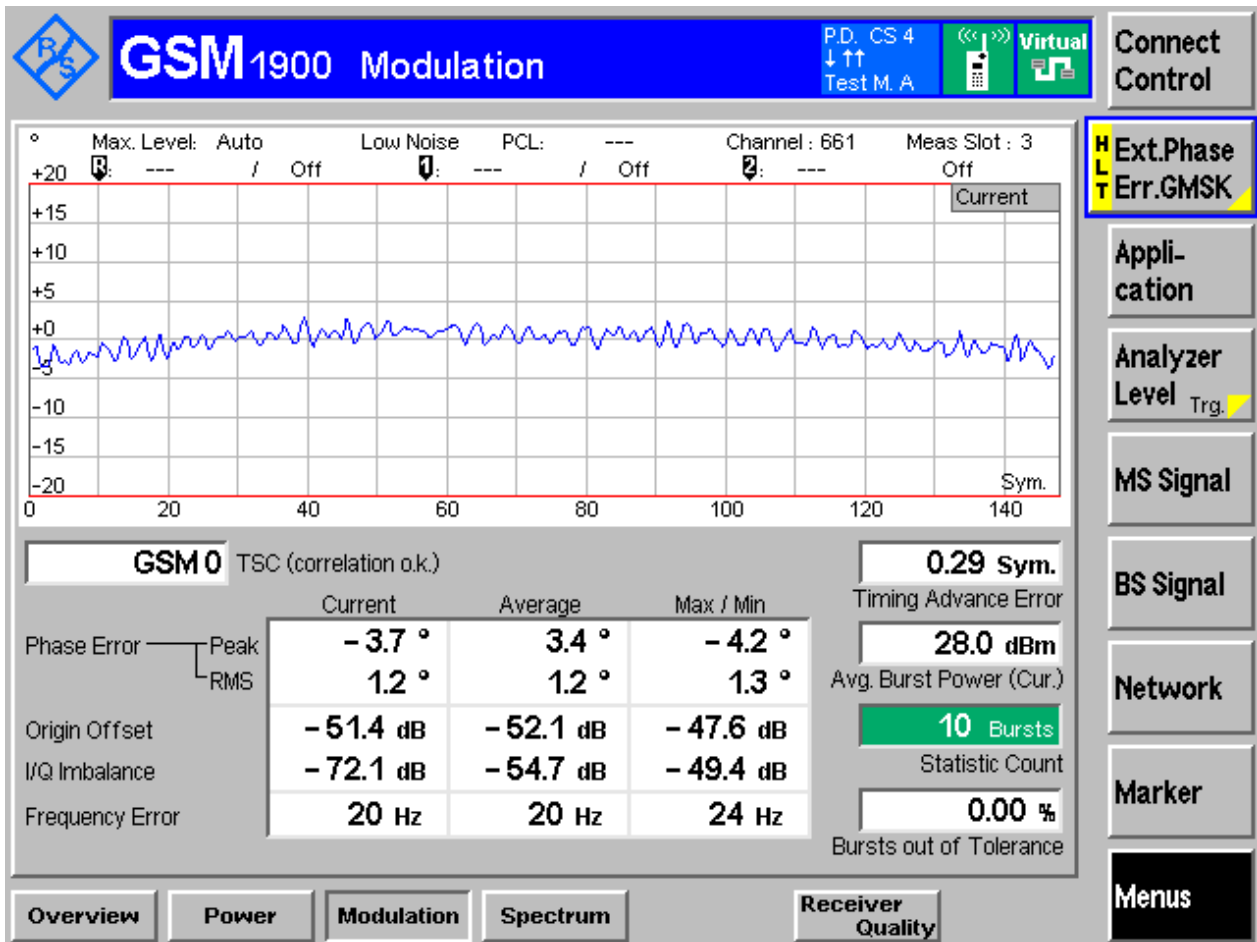 R/S
GSM 1900 Modulation
P.D. CS 4
Test M. A
Virtual
Connect Control
° Max. Level: Auto Low Noise PCL: --- Channel : 661 Meas Slot : 3
R: --- / Off 1: --- / Off 2: --- Off
Current
+20
+15
+10
+5
+0
-5
-10
-15
-20
Sym.
0 20 40 60 80 100 120 140
HLT
Ext.Phase
Err.GMSK
Appli-
cation
Analyzer
Level Trg.
MS Signal
BS Signal
Network
Marker
Menus
GSM 0 TSC (correlation o.k.)
Current Average Max / Min
Phase Error Peak – 3.7 ° 3.4 ° – 4.2 °
RMS 1.2 ° 1.2 ° 1.3 °
Origin Offset – 51.4 dB – 52.1 dB – 47.6 dB
I/Q Imbalance – 72.1 dB – 54.7 dB – 49.4 dB
Frequency Error 20 Hz 20 Hz 24 Hz
0.29 Sym.
Timing Advance Error
28.0 dBm
Avg. Burst Power (Cur.)
10 Bursts
Statistic Count
0.00 %
Bursts out of Tolerance
Overview Power Modulation Spectrum Receiver Quality